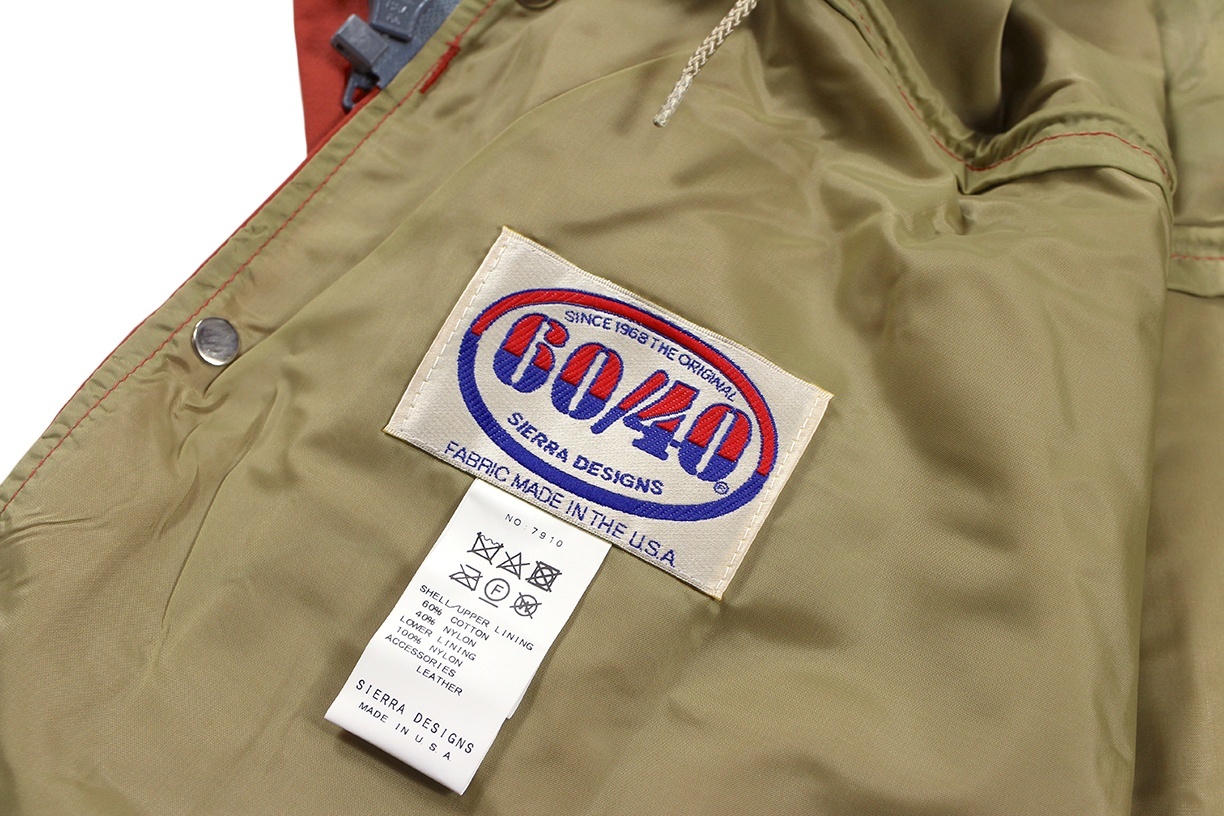 SINCE 1968 THE ORIGINAL
60/40
®
SIERRA DESIGNS
FABRIC MADE IN THE U.S.A
NO.7910
F
W
SHELL/UPPER LINING
60% COTTON
40% NYLON
LOWER LINING
100% NYLON
ACCESSORIES
LEATHER
SIERRA DESIGNS
MADE IN U.S.A